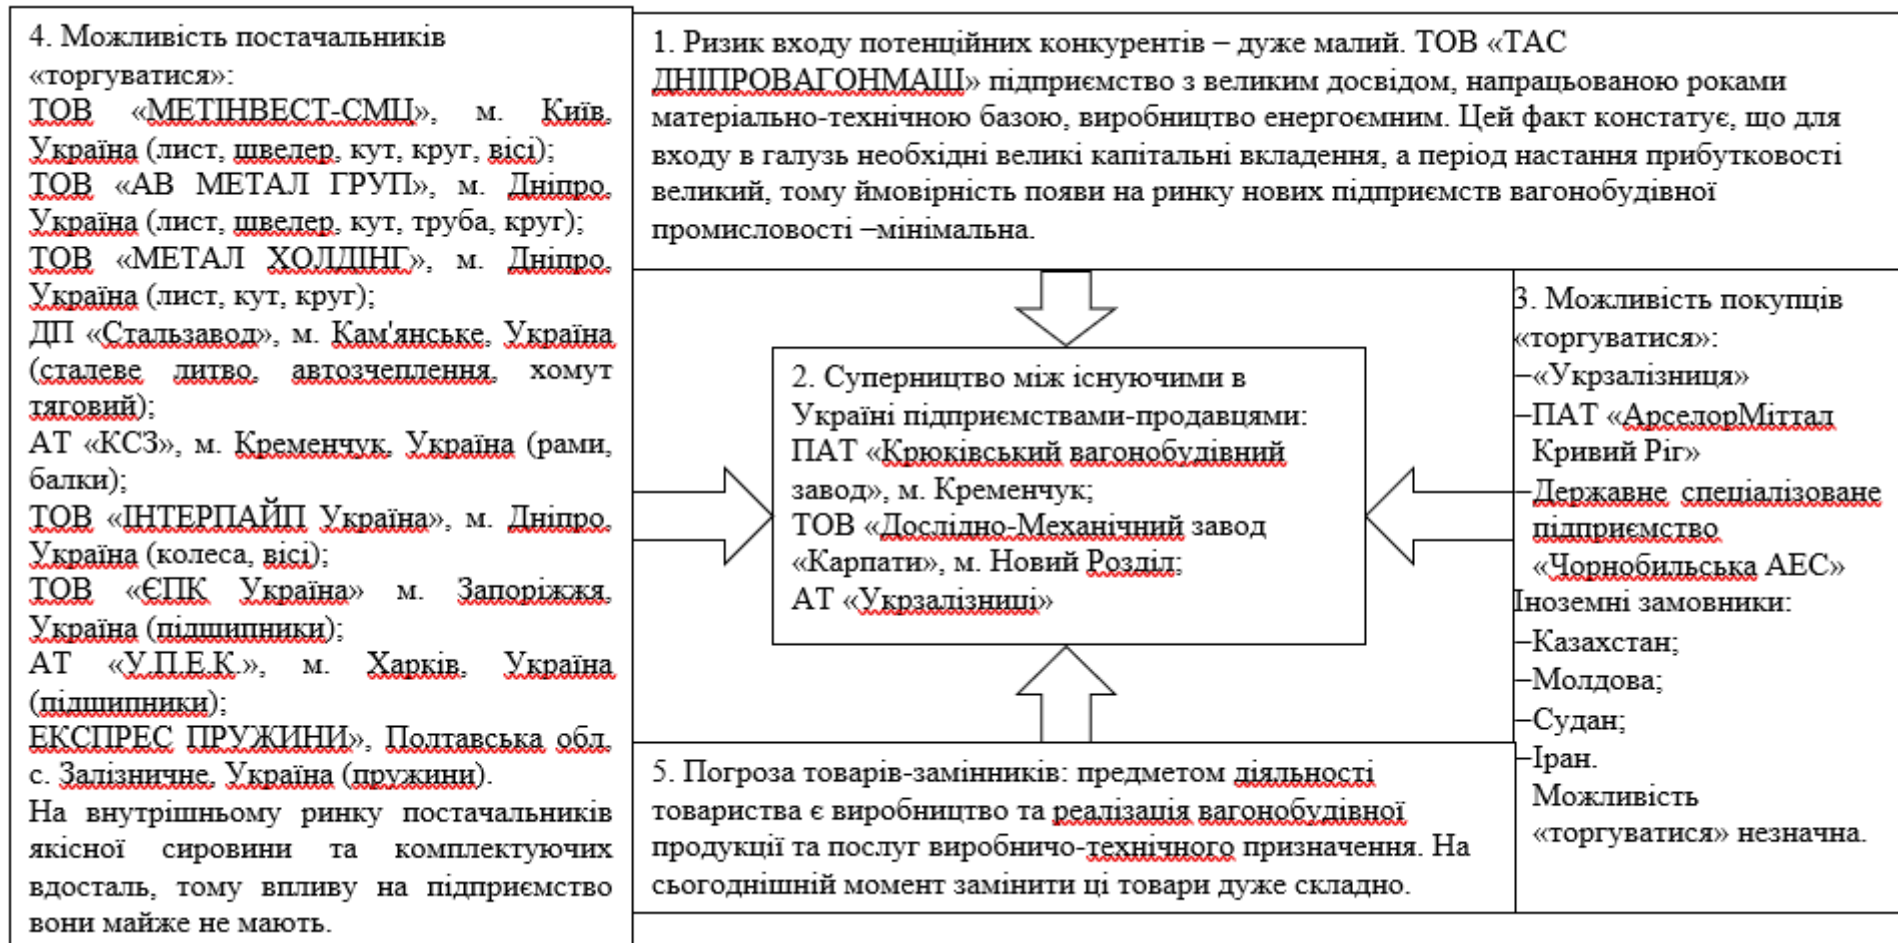 4. Можливість постачальників
«торгуватися»:
ТОВ «МЕТІНВЕСТ-СМЦ», м. Київ,
Україна (лист, швелер, кут, круг, вісі);
ТОВ «АВ МЕТАЛ ГРУП», м. Дніпро,
Україна (лист, швелер, кут, труба, круг);
ТОВ «МЕТАЛ ХОЛДІНГ», м. Дніпро,
Україна (лист, кут, круг);
ДП «Стальзавод», м. Кам'янське, Україна
(сталеве литво, автозчеплення, хомут
тяговий);
АТ «КСЗ», м. Кременчук, Україна (рами,
балки);
ТОВ «ІНТЕРПАЙП Україна», м. Дніпро,
Україна (колеса, вісі);
ТОВ «ЄПК Україна» м. Запоріжжя,
Україна (підшипники);
АТ «У.П.Е.К.», м. Харків, Україна
(підшипники);
ЕКСПРЕС ПРУЖИНИ», Полтавська обл.
с. Залізничне, Україна (пружини).
На внутрішньому ринку постачальників
якісної сировини та комплектуючих
вдосталь, тому впливу на підприємство
вони майже не мають.
1. Ризик входу потенційних конкурентів – дуже малий. ТОВ «ТАС
ДНІПРОВАГОНМАШ» підприємство з великим досвідом, напрацьованою роками
матеріально-технічною базою, виробництво енергоємним. Цей факт констатує, що для
входу в галузь необхідні великі капітальні вкладення, а період настання прибутковості
великий, тому ймовірність появи на ринку нових підприємств вагонобудівної
промисловості –мінімальна.
2. Суперництво між існуючими в
Україні підприємствами-продавцями:
ПАТ «Крюківський вагонобудівний
завод», м. Кременчук;
ТОВ «Дослідно-Механічний завод
«Карпати», м. Новий Розділ;
АТ «Укрзалізниці»
3. Можливість покупців
«торгуватися»:
–«Укрзалізниця»
–ПАТ «АрселорМіттал
Кривий Ріг»
–Державне спеціалізоване
підприємство
«Чорнобильська АЕС»
Іноземні замовники:
–Казахстан;
–Молдова;
–Судан;
–Іран.
Можливість
«торгуватися» незначна.
5. Погроза товарів-замінників: предметом діяльності
товариства є виробництво та реалізація вагонобудівної
продукції та послуг виробничо-технічного призначення. На
сьогоднішній момент замінити ці товари дуже складно.